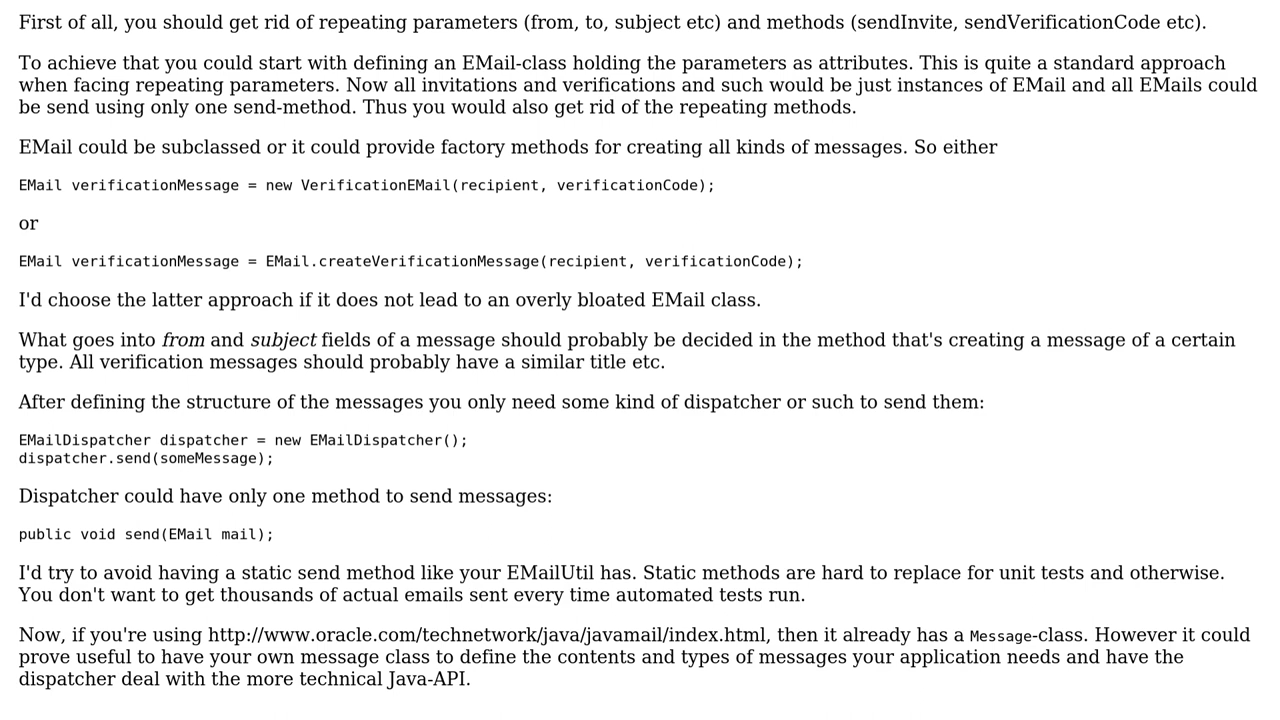 First of all, you should get rid of repeating parameters (from, to, subject etc) and methods (sendInvite, sendVerificationCode etc).
To achieve that you could start with defining an EMail-class holding the parameters as attributes. This is quite a standard approach
when facing repeating parameters. Now all invitations and verifications and such would be just instances of EMail and all EMails could
be send using only one send-method. Thus you would also get rid of the repeating methods.
EMail could be subclassed or it could provide factory methods for creating all kinds of messages. So either
EMail verificationMessage = new VerificationEMail(recipient, verificationCode);
or
EMail verificationMessage = EMail.createVerificationMessage(recipient, verificationCode);
I'd choose the latter approach if it does not lead to an overly bloated EMail class.
What goes into from and subject fields of a message should probably be decided in the method that's creating a message of a certain
type. All verification messages should probably have a similar title etc.
After defining the structure of the messages you only need some kind of dispatcher or such to send them:
EMailDispatcher dispatcher = new EMailDispatcher();
dispatcher.send(someMessage);
Dispatcher could have only one method to send messages:
public void send(EMail mail);
I'd try to avoid having a static send method like your EMailUtil has. Static methods are hard to replace for unit tests and otherwise.
You don't want to get thousands of actual emails sent every time automated tests run.
Now, if you're using http://www.oracle.com/technetwork/java/javamail/index.html, then it already has a Message-class. However it could
prove useful to have your own message class to define the contents and types of messages your application needs and have the
dispatcher deal with the more technical Java-API.